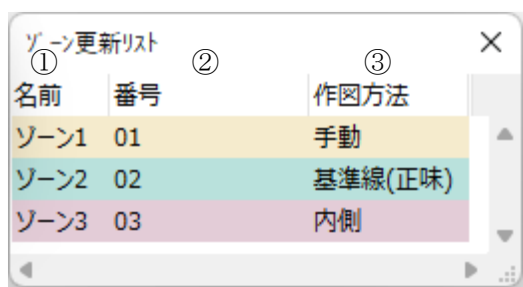 ゾーン更新リスト
① ② ③
名前 番号 作図方法
ゾーン1 01 手動
ゾーン2 02 基準線(正味)
ゾーン3 03 内側